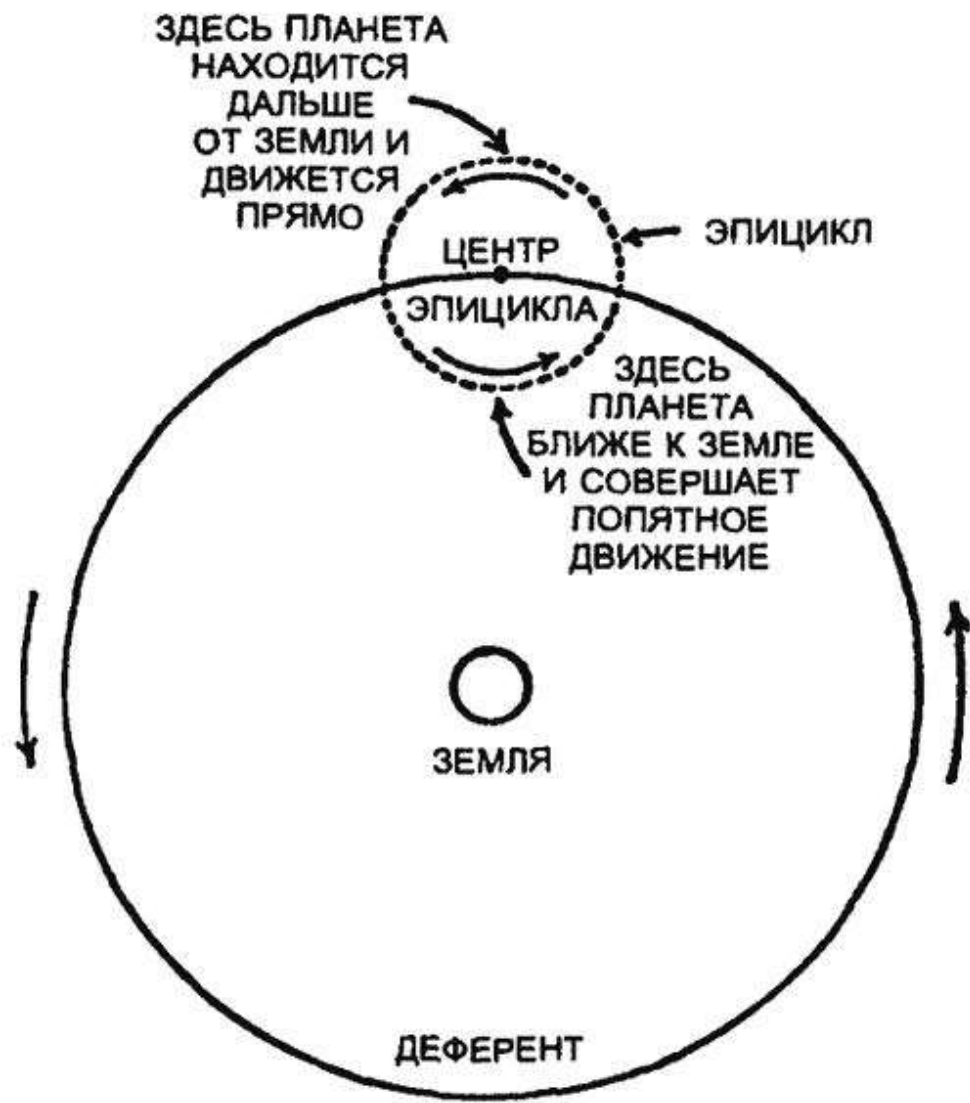 ЗДЕСЬ ПЛАНЕТА
НАХОДИТСЯ
ДАЛЬШЕ
ОТ ЗЕМЛИ И
ДВИЖЕТСЯ
ПРЯМО
ЭПИЦИКЛ
ЦЕНТР
ЭПИЦИКЛА
ЗДЕСЬ
ПЛАНЕТА
БЛИЖЕ К ЗЕМЛЕ
И СОВЕРШАЕТ
ПОПЯТНОЕ
ДВИЖЕНИЕ
ЗЕМЛЯ
ДЕФЕРЕНТ